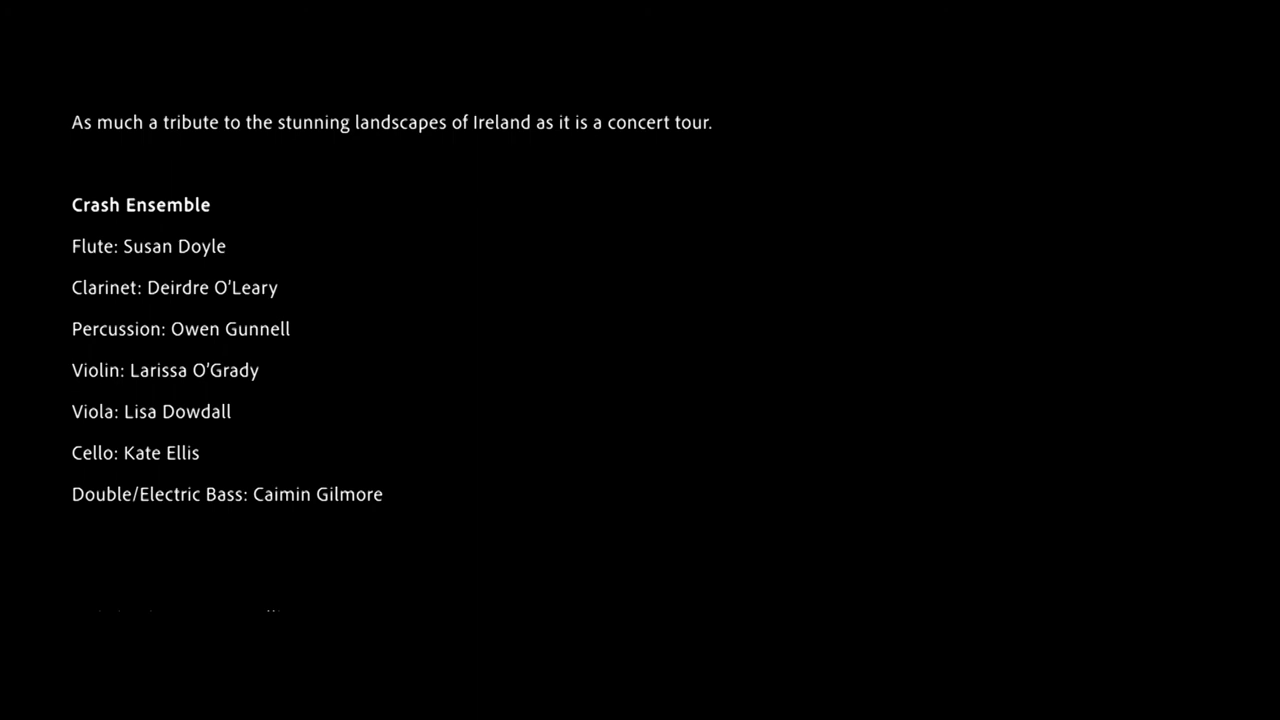 As much a tribute to the stunning landscapes of Ireland as it is a concert tour.
Crash Ensemble
Flute: Susan Doyle
Clarinet: Deirdre O’Leary
Percussion: Owen Gunnell
Violin: Larissa O’Grady
Viola: Lisa Dowdall
Cello: Kate Ellis
Double/Electric Bass: Caimin Gilmore